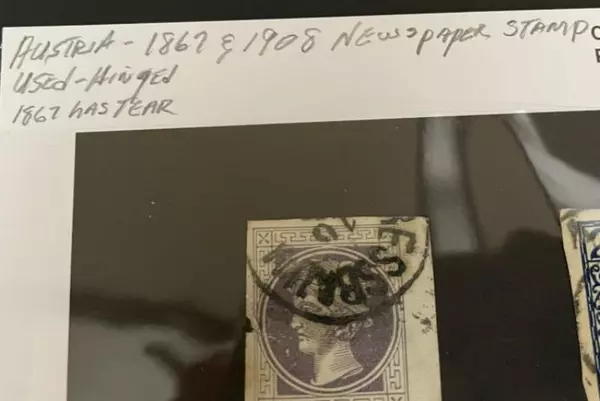 AUSTRIA - 1867 & 1908 NEWSPAPER STAMP
USED - HINGED
1867 HAS TEAR